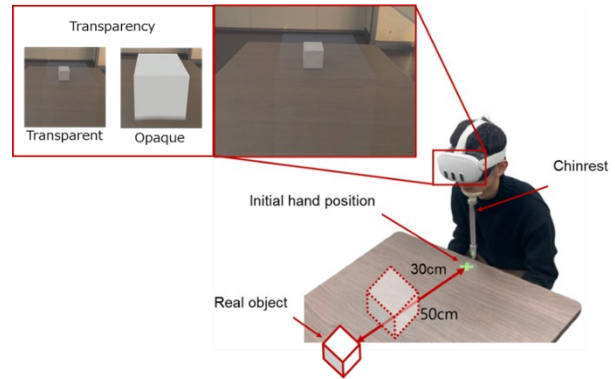 Transparency
Transparent
Opaque
Chinrest
Initial hand position
30cm
50cm
Real object